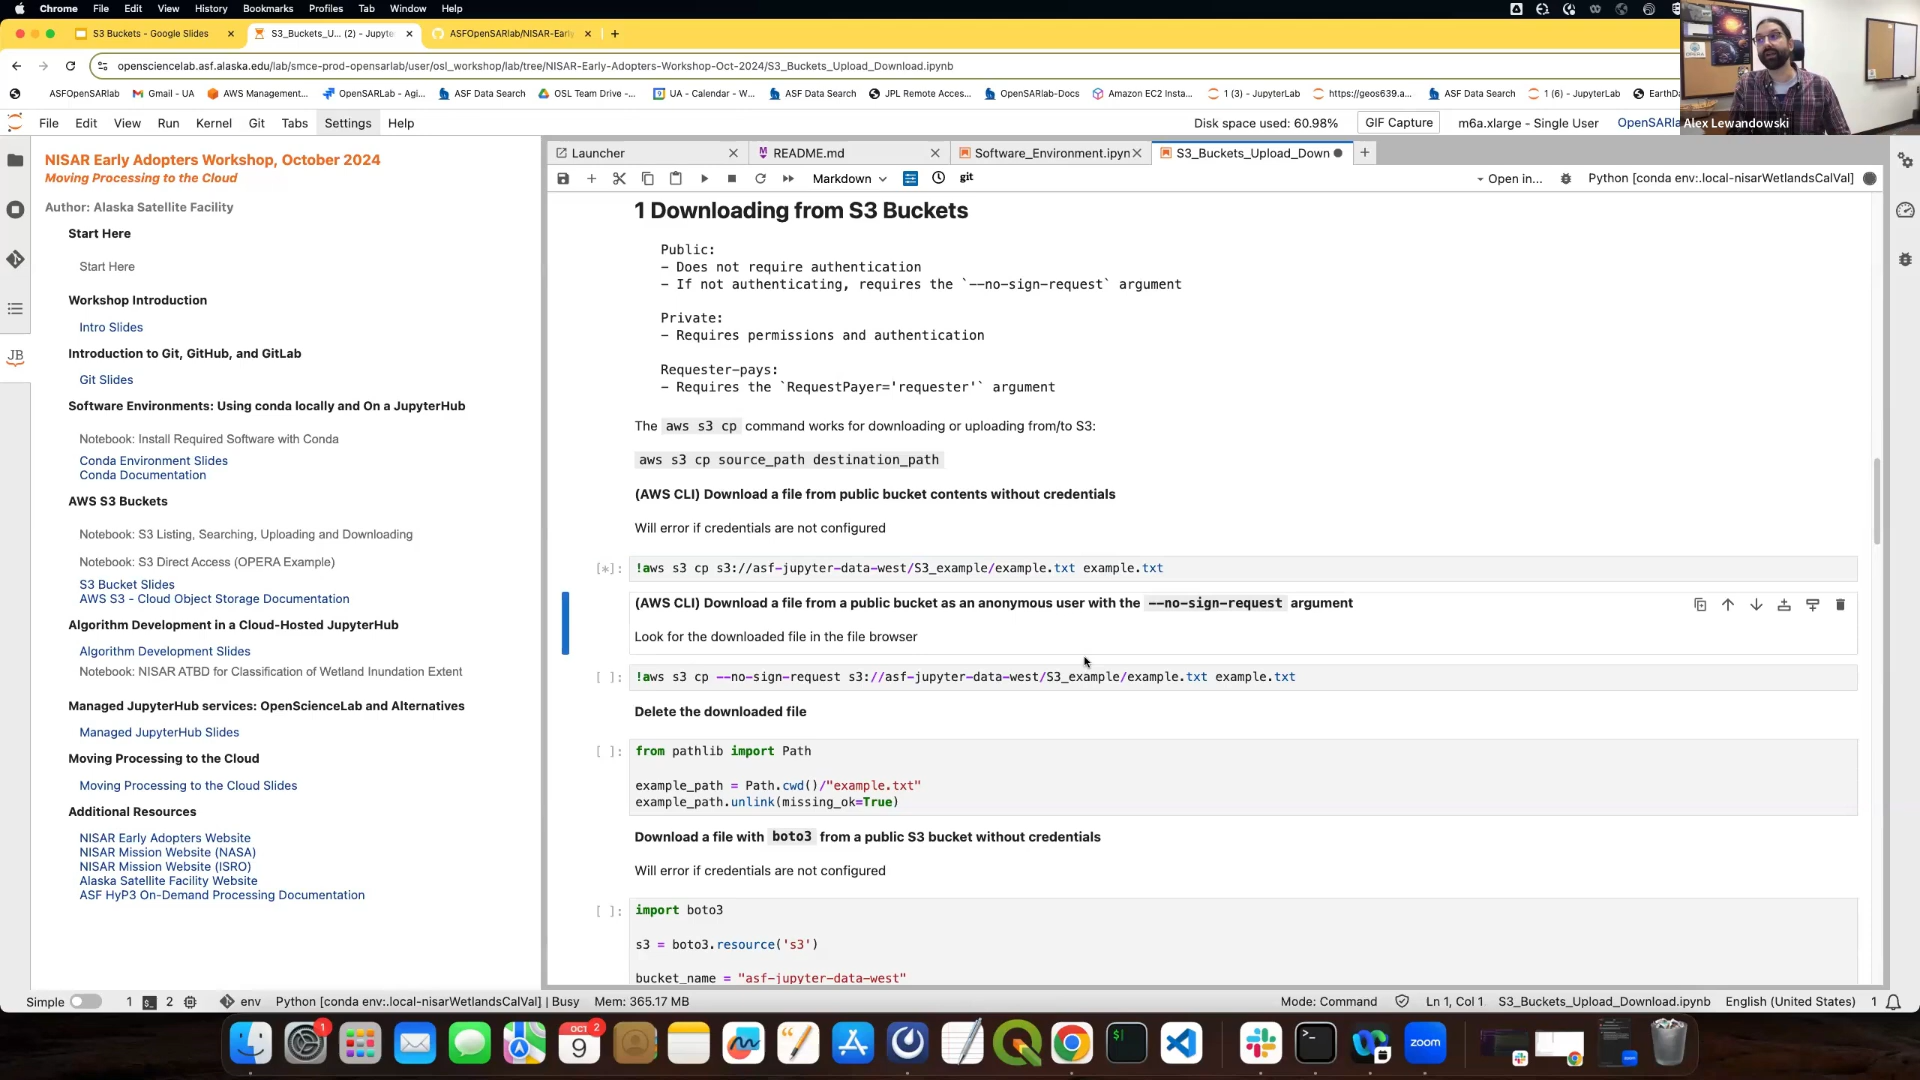 Chrome File Edit View History Bookmarks Profiles Tab Window Help
S3 Buckets - Google Slides
S3_Buckets_U... (2) - Jupyte
ASFOpenSARlab/NISAR-Early
opensciencelab.asf.alaska.edu/lab/smce-prod-opensarlab/user/osl_workshop/lab/tree/NISAR-Early-Adopters-Workshop-Oct-2024/S3_Buckets_Upload_Download.ipynb
ASFOpenSARlab Gmail - UA AWS Management... OpenSARLab - Agi... ASF Data Search OSL Team Drive -... UA - Calendar - W... ASF Data Search JPL Remote Acces... OpenSARlab-Docs Amazon EC2 Insta... 1 (3) - JupyterLab https://geos639.a... ASF Data Search 1 (6) - JupyterLab EarthDa
File Edit View Run Kernel Git Tabs Settings Help
Disk space used: 60.98% GIF Capture m6a.xlarge - Single User OpenSARLa
Alex Lewandowski
NISAR Early Adopters Workshop, October 2024
Moving Processing to the Cloud
Author: Alaska Satellite Facility
Start Here
Start Here
Workshop Introduction
Intro Slides
Introduction to Git, GitHub, and GitLab
Git Slides
Software Environments: Using conda locally and On a JupyterHub
Notebook: Install Required Software with Conda
Conda Environment Slides
Conda Documentation
AWS S3 Buckets
Notebook: S3 Listing, Searching, Uploading and Downloading
Notebook: S3 Direct Access (OPERA Example)
S3 Bucket Slides
AWS S3 - Cloud Object Storage Documentation
Algorithm Development in a Cloud-Hosted JupyterHub
Algorithm Development Slides
Notebook: NISAR ATBD for Classification of Wetland Inundation Extent
Managed JupyterHub services: OpenScienceLab and Alternatives
Managed JupyterHub Slides
Moving Processing to the Cloud
Moving Processing to the Cloud Slides
Additional Resources
NISAR Early Adopters Website
NISAR Mission Website (NASA)
NISAR Mission Website (ISRO)
Alaska Satellite Facility Website
ASF HyP3 On-Demand Processing Documentation
JB
Launcher
README.md
Software_Environment.ipyn
S3_Buckets_Upload_Down
Markdown
git
Open in...
Python [conda env:.local-nisarWetlandsCalVal]
1 Downloading from S3 Buckets
Public:
- Does not require authentication
- If not authenticating, requires the `--no-sign-request` argument
Private:
- Requires permissions and authentication
Requester-pays:
- Requires the `RequestPayer='requester'` argument
The aws s3 cp command works for downloading or uploading from/to S3:
aws s3 cp source_path destination_path
(AWS CLI) Download a file from public bucket contents without credentials
Will error if credentials are not configured
[*]: !aws s3 cp s3://asf-jupyter-data-west/S3_example/example.txt example.txt
(AWS CLI) Download a file from a public bucket as an anonymous user with the --no-sign-request argument
Look for the downloaded file in the file browser
[ ]: !aws s3 cp --no-sign-request s3://asf-jupyter-data-west/S3_example/example.txt example.txt
Delete the downloaded file
[ ]: from pathlib import Path
example_path = Path.cwd()/"example.txt"
example_path.unlink(missing_ok=True)
Download a file with boto3 from a public S3 bucket without credentials
Will error if credentials are not configured
[ ]: import boto3
s3 = boto3.resource('s3')
bucket_name = "asf-jupyter-data-west"
Simple 1 2 env Python [conda env:.local-nisarWetlandsCalVal] | Busy Mem: 365.17 MB
Mode: Command Ln 1, Col 1 S3_Buckets_Upload_Download.ipynb English (United States) 1
1
OCT 2
9
zoom